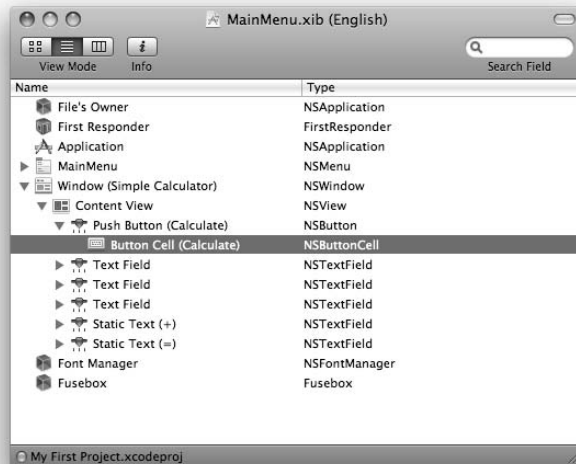 MainMenu.xib (English)
View Mode Info Search Field
Name Type
File's Owner NSApplication
First Responder FirstResponder
Application NSApplication
MainMenu NSMenu
Window (Simple Calculator) NSWindow
Content View NSView
Push Button (Calculate) NSButton
Button Cell (Calculate) NSButtonCell
Text Field NSTextField
Text Field NSTextField
Text Field NSTextField
Static Text (+) NSTextField
Static Text (=) NSTextField
Font Manager NSFontManager
Fusebox Fusebox
My First Project.xcodeproj